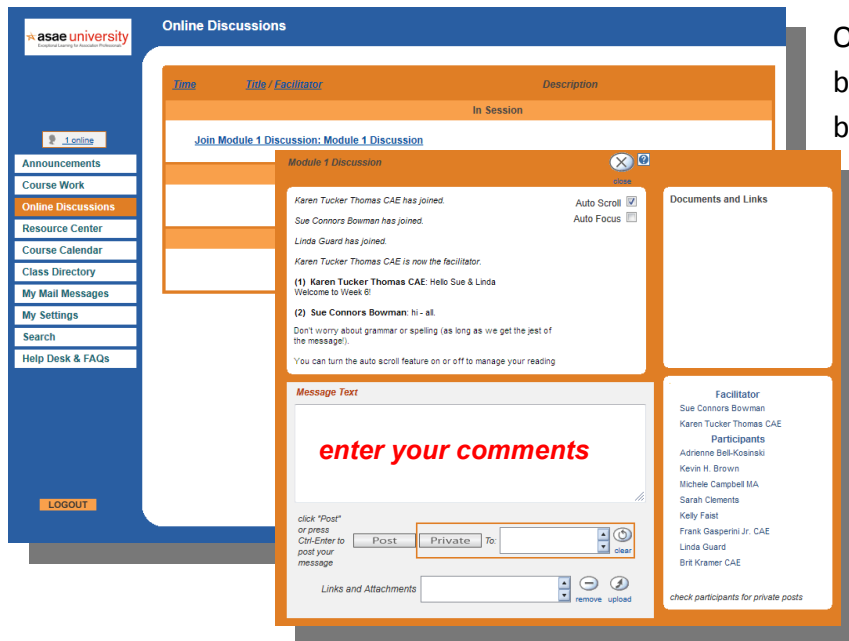 asae university
Exceptional Learning for Association Professionals
Online Discussions
Time Title / Facilitator Description
In Session
Join Module 1 Discussion: Module 1 Discussion
1 online
Announcements
Course Work
Online Discussions
Resource Center
Course Calendar
Class Directory
My Mail Messages
My Settings
Search
Help Desk & FAQs
LOGOUT
Module 1 Discussion
close
Karen Tucker Thomas CAE has joined.
Auto Scroll
Sue Connors Bowman has joined.
Auto Focus
Linda Guard has joined.
Karen Tucker Thomas CAE is now the facilitator.
(1) Karen Tucker Thomas CAE: Hello Sue & Linda
Welcome to Week 6!
(2) Sue Connors Bowman: hi - all.
Don't worry about grammar or spelling (as long as we get the jest of
the message!).
You can turn the auto scroll feature on or off to manage your reading
Documents and Links
Message Text
enter your comments
click "Post"
or press
Ctrl-Enter to
post your
message
Post Private To:
clear
Links and Attachments
remove upload
Facilitator
Sue Connors Bowman
Karen Tucker Thomas CAE
Participants
Adrienne Bell-Kosinski
Kevin H. Brown
Michele Campbell MA
Sarah Clements
Kelly Faist
Frank Gasperini Jr. CAE
Linda Guard
Brit Kramer CAE
check participants for private posts
b
b